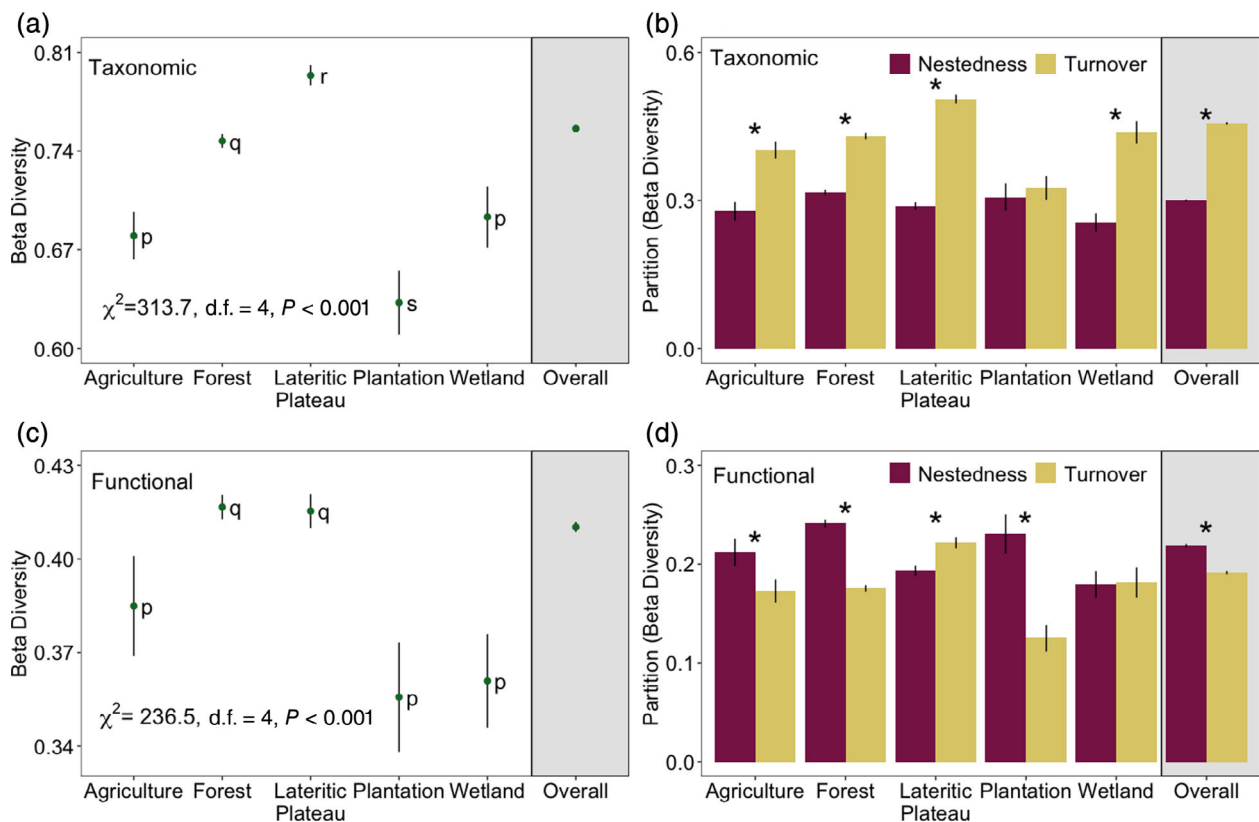 (a)
Taxonomic
Beta Diversity
0.81
0.74
0.67
0.60
p
q
r
s
p
χ²=313.7, d.f. = 4, P < 0.001
Agriculture Forest Lateritic Plantation Wetland Overall
Plateau
(b)
Taxonomic
Nestedness Turnover
Partition (Beta Diversity)
0.6
0.3
0.0
* * * * *
Agriculture Forest Lateritic Plantation Wetland Overall
Plateau
(c)
Functional
Beta Diversity
0.43
0.40
0.37
0.34
p
q
q
p
p
χ²= 236.5, d.f. = 4, P < 0.001
Agriculture Forest Lateritic Plantation Wetland Overall
Plateau
(d)
Functional
Nestedness Turnover
Partition (Beta Diversity)
0.3
0.2
0.1
0.0
* * * * *
Agriculture Forest Lateritic Plantation Wetland Overall
Plateau